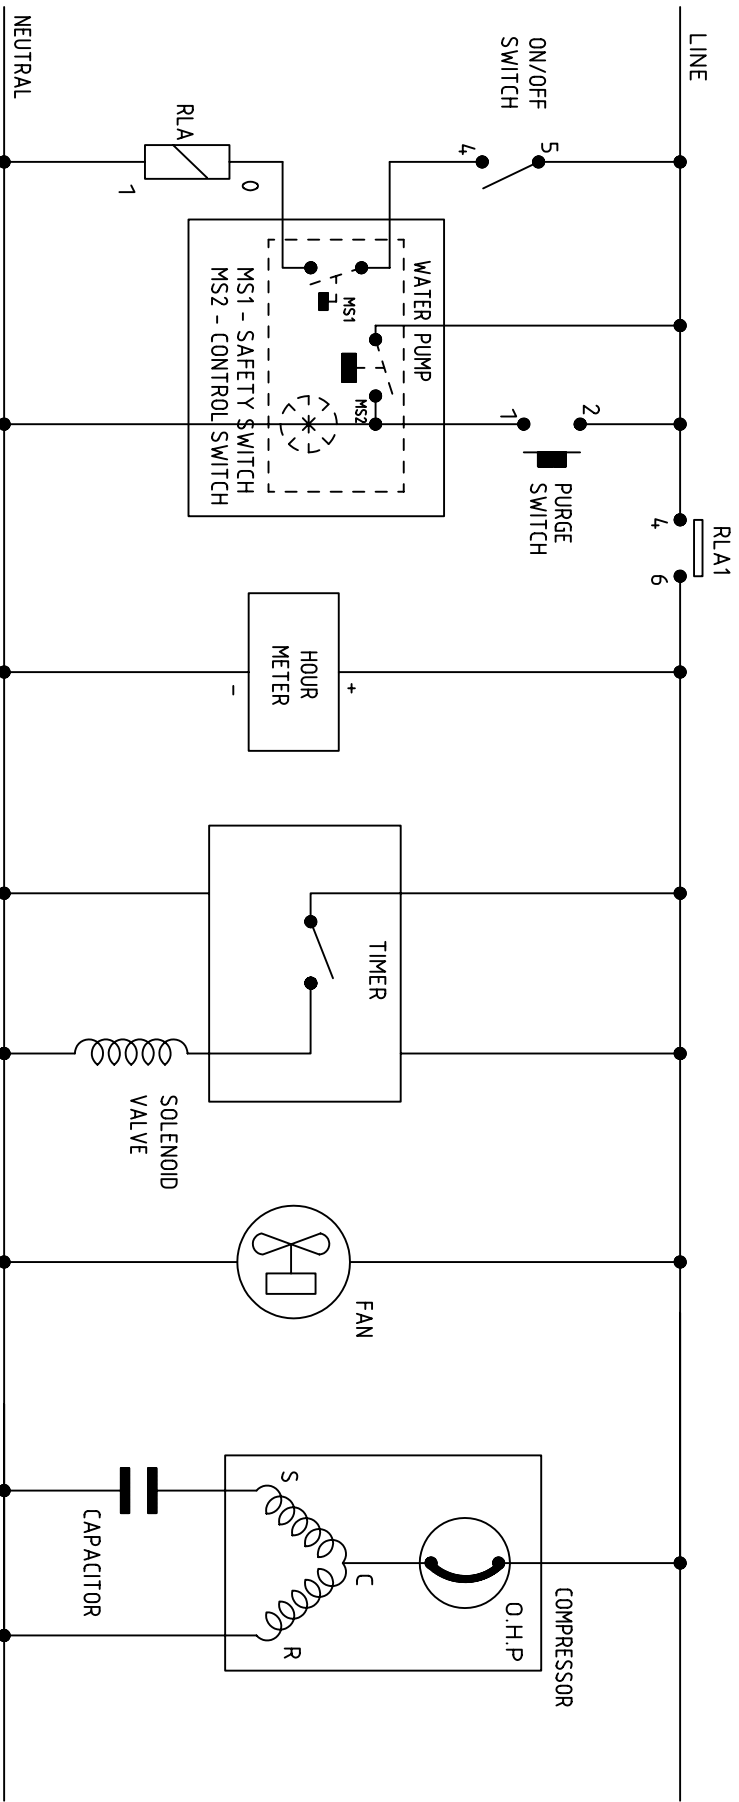 LINE
NEUTRAL
ON/OFF
SWITCH
5
4
RLA
0
7
WATER PUMP
MS1
MS2
MS1 - SAFETY SWITCH
MS2 - CONTROL SWITCH
2
1
PURGE
SWITCH
RLA1
4
6
HOUR
METER
+
-
TIMER
SOLENOID
VALVE
FAN
COMPRESSOR
O.H.P
C
S
R
CAPACITOR